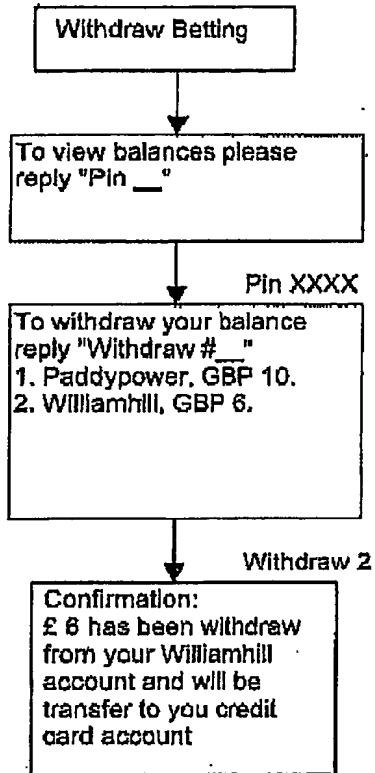 Withdraw Betting
To view balances please
reply "Pin __"
Pin XXXX
To withdraw your balance
reply "Withdraw #__"
1. Paddypower, GBP 10.
2. Williamhill, GBP 6.
Withdraw 2
Confirmation:
£ 6 has been withdraw
from your Williamhill
account and will be
transfer to you credit
card account